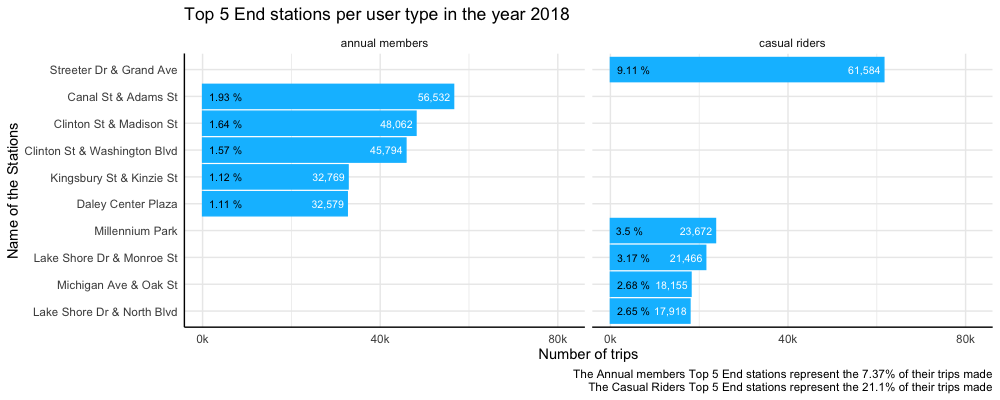 Top 5 End stations per user type in the year 2018
annual members
casual riders
Name of the Stations
Streeter Dr & Grand Ave
9.11 % 61,584
Canal St & Adams St
1.93 % 56,532
Clinton St & Madison St
1.64 % 48,062
Clinton St & Washington Blvd
1.57 % 45,794
Kingsbury St & Kinzie St
1.12 % 32,769
Daley Center Plaza
1.11 % 32,579
Millennium Park
3.5 % 23,672
Lake Shore Dr & Monroe St
3.17 % 21,466
Michigan Ave & Oak St
2.68 % 18,155
Lake Shore Dr & North Blvd
2.65 % 17,918
0k 40k 80k
0k 40k 80k
Number of trips
The Annual members Top 5 End stations represent the 7.37% of their trips made
The Casual Riders Top 5 End stations represent the 21.1% of their trips made